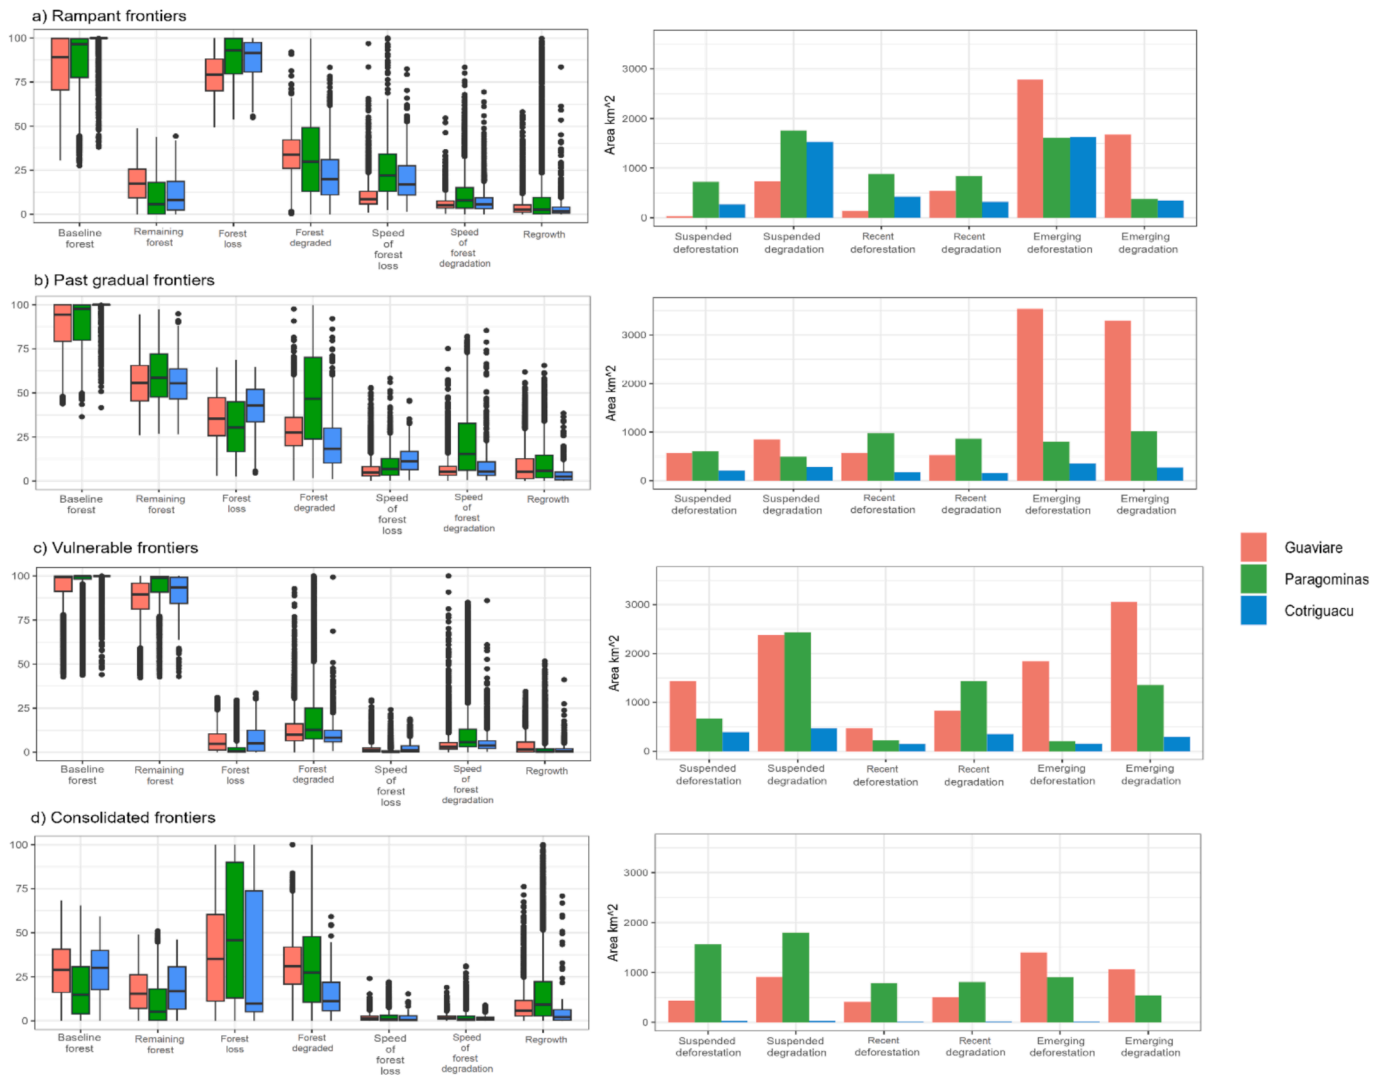 a) Rampant frontiers
100
75
50
25
0
Baseline forest
Remaining forest
Forest loss
Forest degraded
Speed of forest loss
Speed of forest degradation
Regrowth
Area km^2
3000
2000
1000
0
Suspended deforestation
Suspended degradation
Recent deforestation
Recent degradation
Emerging deforestation
Emerging degradation
b) Past gradual frontiers
100
75
50
25
0
Baseline forest
Remaining forest
Forest loss
Forest degraded
Speed of forest loss
Speed of forest degradation
Regrowth
Area km^2
3000
2000
1000
0
Suspended deforestation
Suspended degradation
Recent deforestation
Recent degradation
Emerging deforestation
Emerging degradation
c) Vulnerable frontiers
100
75
50
25
0
Baseline forest
Remaining forest
Forest loss
Forest degraded
Speed of forest loss
Speed of forest degradation
Regrowth
Area km^2
3000
2000
1000
0
Suspended deforestation
Suspended degradation
Recent deforestation
Recent degradation
Emerging deforestation
Emerging degradation
Guaviare
Paragominas
Cotriguacu
d) Consolidated frontiers
100
75
50
25
0
Baseline forest
Remaining forest
Forest loss
Forest degraded
Speed of forest loss
Speed of forest degradation
Regrowth
Area km^2
3000
2000
1000
0
Suspended deforestation
Suspended degradation
Recent deforestation
Recent degradation
Emerging deforestation
Emerging degradation